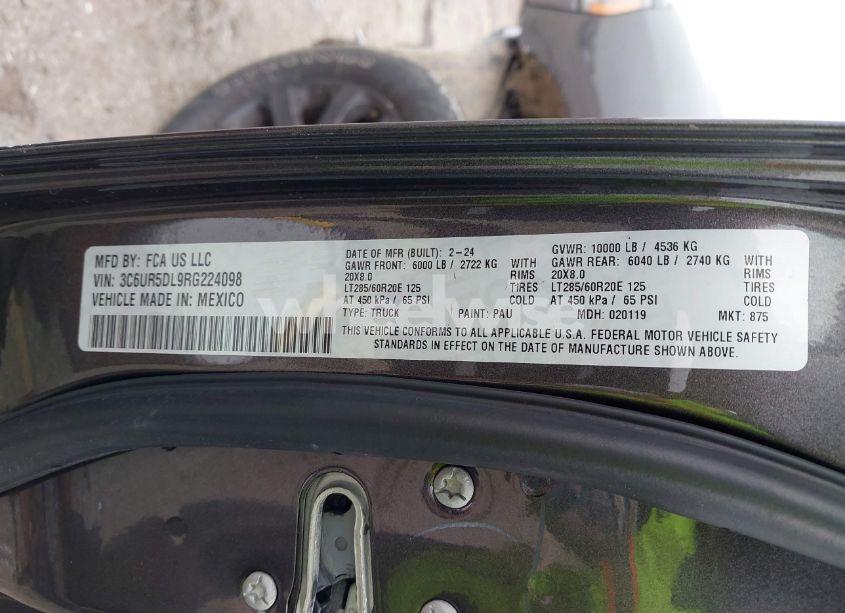 MFD BY: FCA US LLC
VIN: 3C6UR5DL9RG224098
VEHICLE MADE IN: MEXICO
DATE OF MFR (BUILT): 2-24
GAWR FRONT: 6000 LB / 2722 KG WITH
20X8.0 RIMS
LT285/60R20E 125 TIRES
AT 450 kPa / 65 PSI COLD
TYPE: TRUCK PAINT: PAU
GVWR: 10000 LB / 4536 KG
GAWR REAR: 6040 LB / 2740 KG WITH
20X8.0 RIMS
LT285/60R20E 125 TIRES
AT 450 kPa / 65 PSI COLD
MDH: 020119 MKT: 875
THIS VEHICLE CONFORMS TO ALL APPLICABLE U.S.A. FEDERAL MOTOR VEHICLE SAFETY
STANDARDS IN EFFECT ON THE DATE OF MANUFACTURE SHOWN ABOVE.